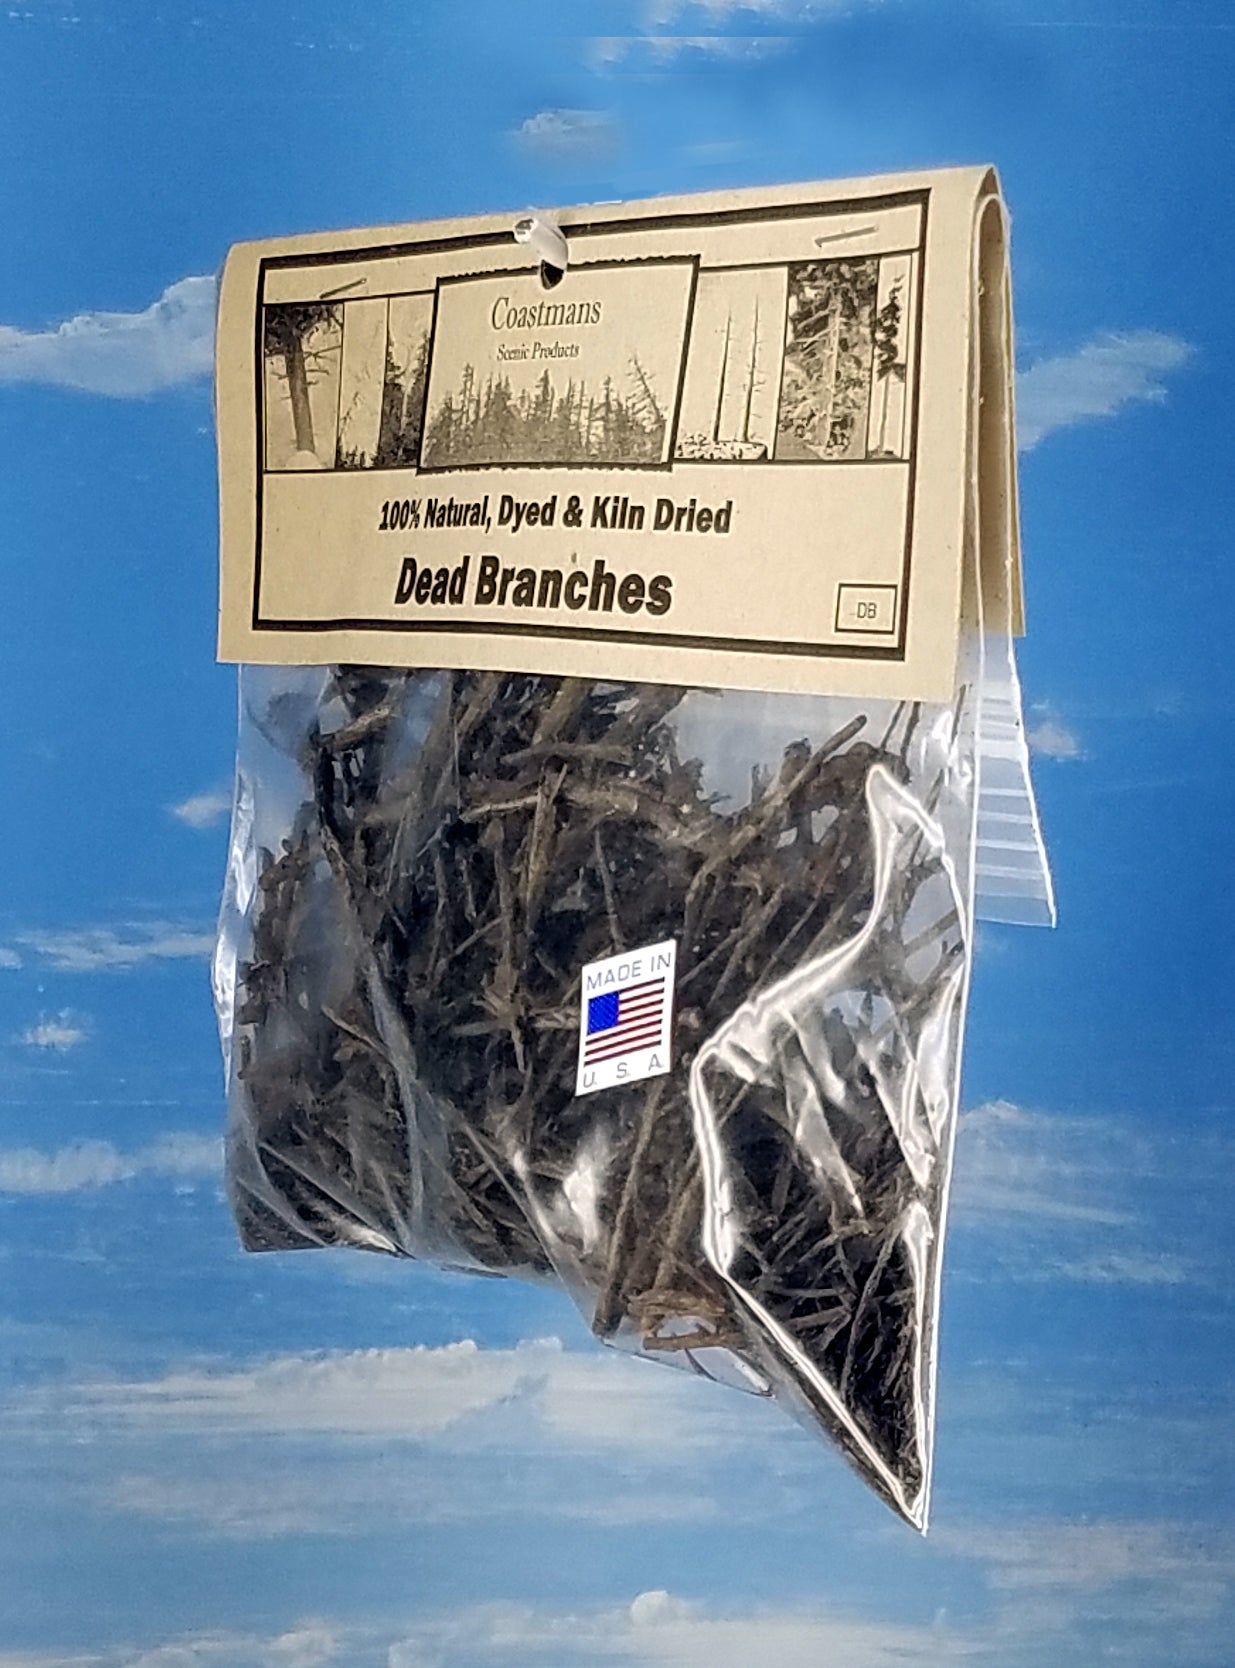 Coastmans
Scenic Products
100% Natural, Dyed & Kiln Dried
Dead Branches
DB
MADE IN
U. S. A.